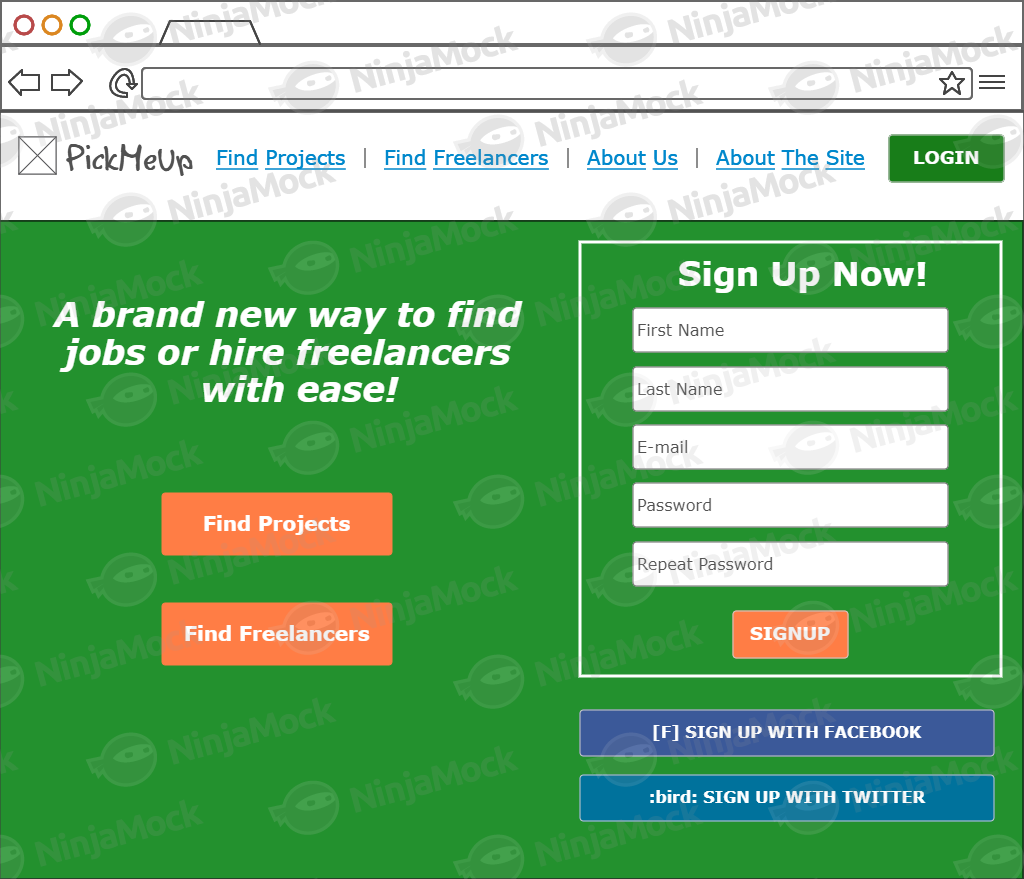 PickMeUp
Find Projects | Find Freelancers | About Us | About The Site
LOGIN
A brand new way to find
jobs or hire freelancers
with ease!
Find Projects
Find Freelancers
Sign Up Now!
First Name
Last Name
E-mail
Password
Repeat Password
SIGNUP
[F] SIGN UP WITH FACEBOOK
:bird: SIGN UP WITH TWITTER
NinjaMock